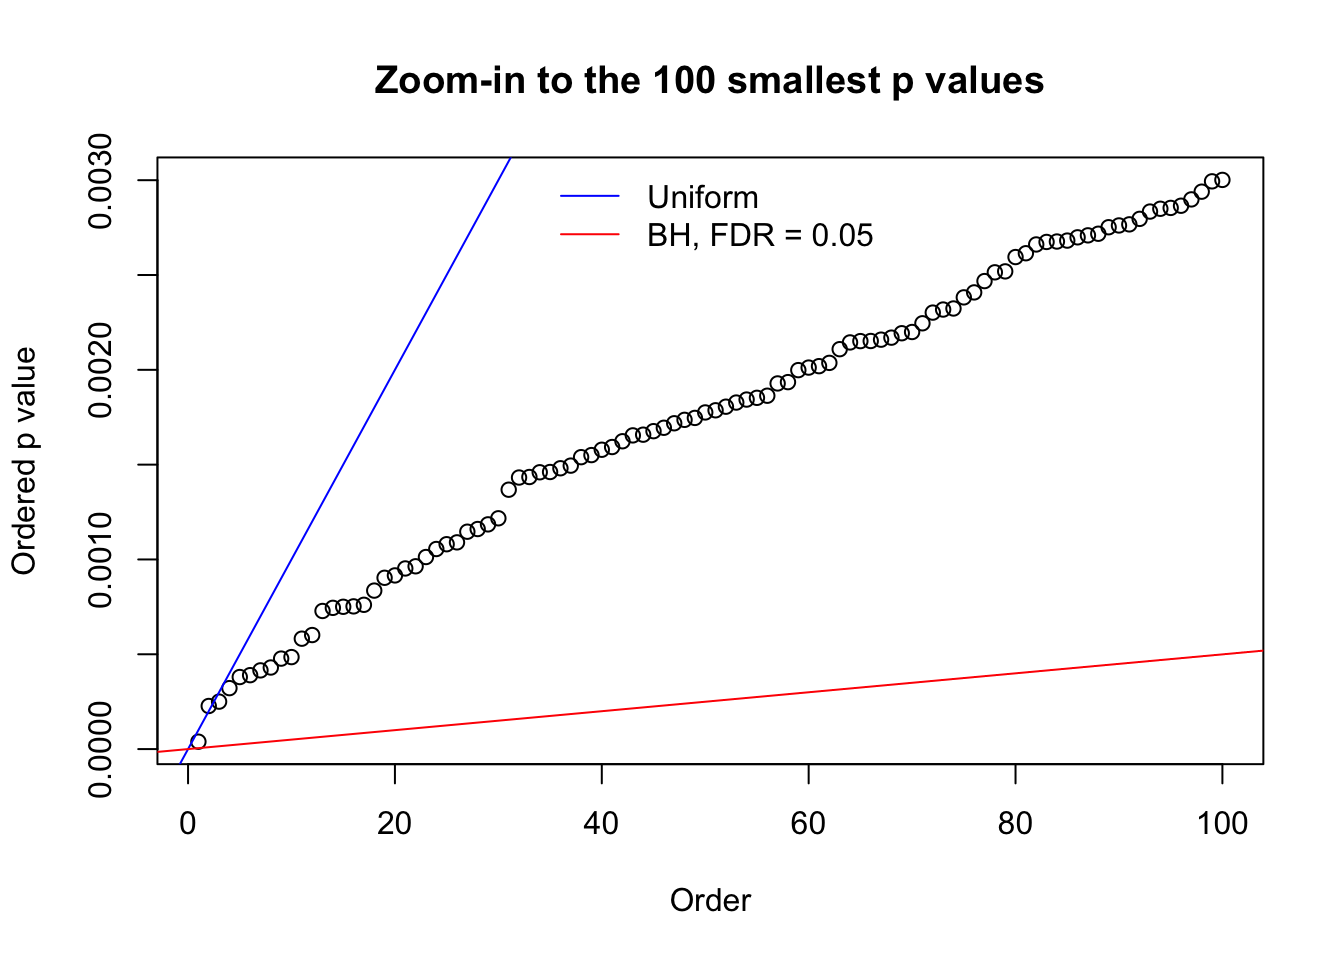 Zoom-in to the 100 smallest p values
Uniform
BH, FDR = 0.05
Ordered p value
0.0030
0.0020
0.0010
0.0000
0 20 40 60 80 100
Order